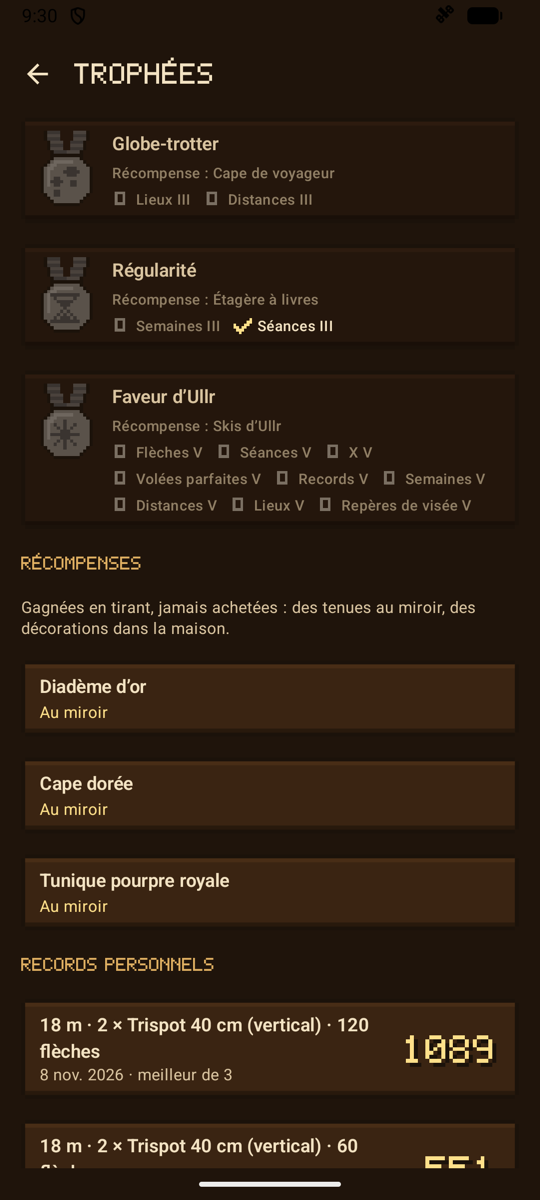 9:30
TROPHÉES
Globe-trotter
Récompense : Cape de voyageur
Lieux III Distances III
Régularité
Récompense : Étagère à livres
Semaines III Séances III
Faveur d’Ullr
Récompense : Skis d’Ullr
Flèches V Séances V X V
Volées parfaites V Records V Semaines V
Distances V Lieux V Repères de visée V
RÉCOMPENSES
Gagnées en tirant, jamais achetées : des tenues au miroir, des
décorations dans la maison.
Diadème d’or
Au miroir
Cape dorée
Au miroir
Tunique pourpre royale
Au miroir
RECORDS PERSONNELS
18 m · 2 × Trispot 40 cm (vertical) · 120
flèches
1089
8 nov. 2026 · meilleur de 3
18 m · 2 × Trispot 40 cm (vertical) · 60